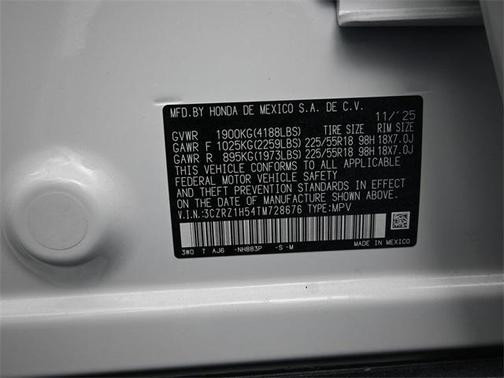 MFD.BY HONDA DE MEXICO S.A. DE C.V. 11/'25
TIRE SIZE RIM SIZE
GVWR 1900KG(4188LBS)
GAWR F 1025KG(2259LBS) 225/55R18 98H 18X7.0J
GAWR R 895KG(1973LBS) 225/55R18 98H 18X7.0J
THIS VEHICLE CONFORMS TO ALL APPLICABLE
FEDERAL MOTOR VEHICLE SAFETY AND
THEFT PREVENTION STANDARDS IN EFFECT ON
THE DATE OF MANUFACTURE SHOWN ABOVE.
V.I.N.:3CZRZ1H54TM728676 TYPE:MPV
3W0 T AJ6 -NH883P -S -M
MADE IN MEXICO